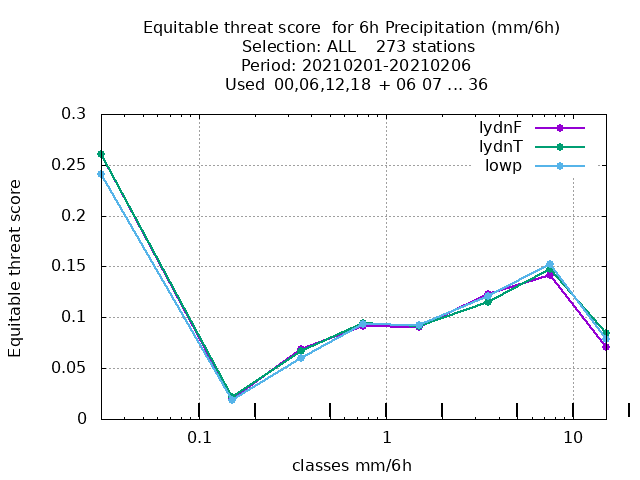 Equitable threat score  for 6h Precipitation (mm/6h)
Selection: ALL    273 stations
Period: 20210201-20210206
Used  00,06,12,18  + 06 07 ... 36
lydnF
lydnT
lowp
0.3
0.25
0.2
0.15
0.1
0.05
0
Equitable threat score
0.1
1
10
classes mm/6h